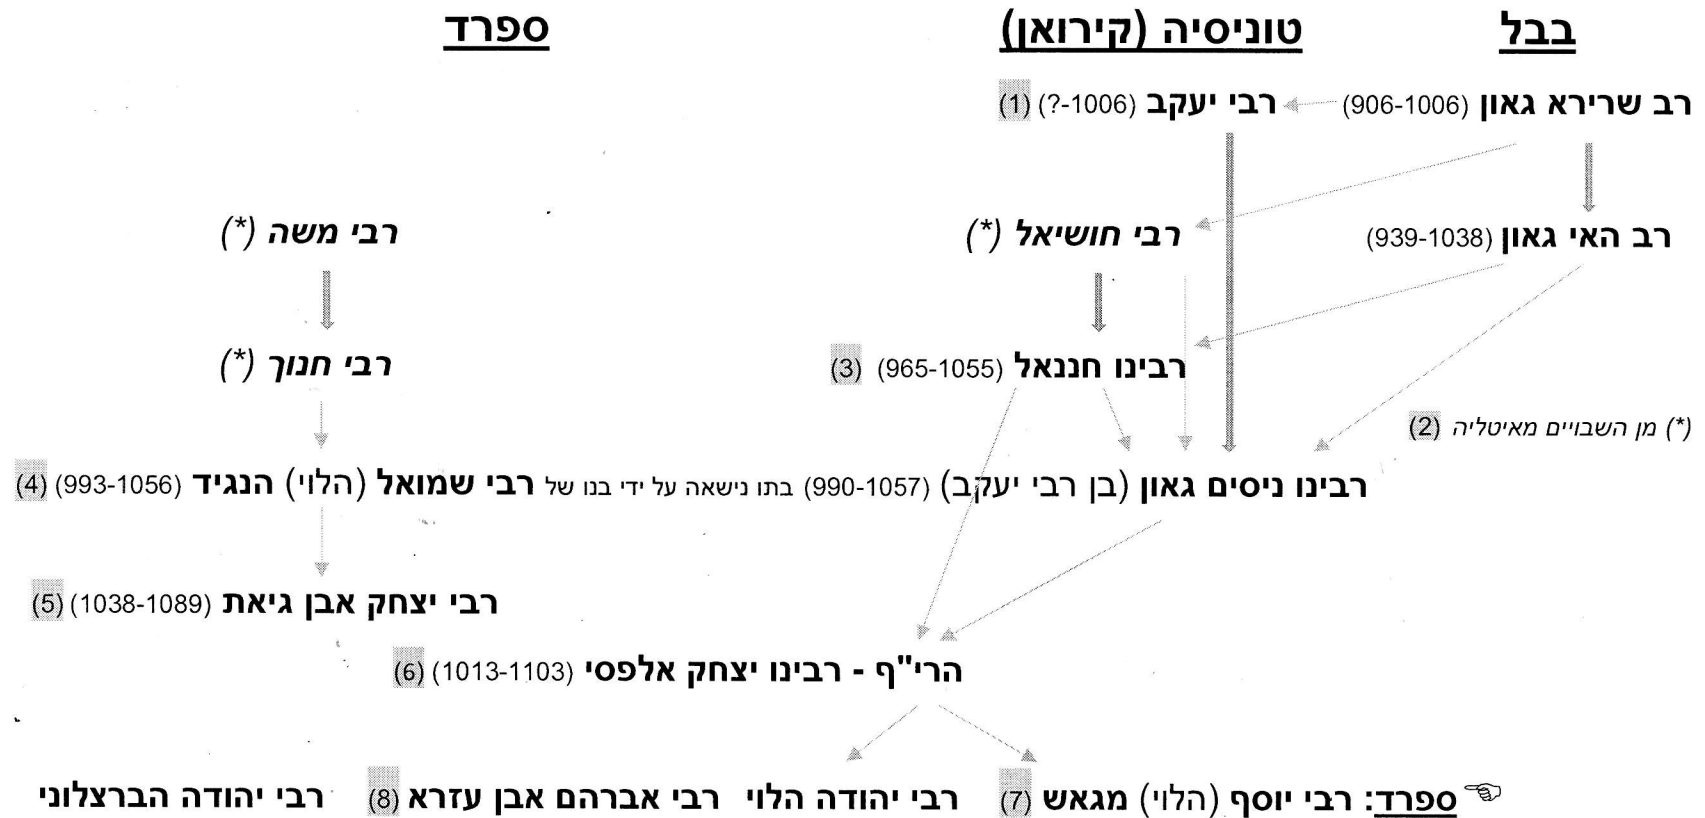 בבל טוניסיה (קירואן) ספרד
רב שרירא גאון (906-1006) רבי יעקב (?-1006) (1)
רב האי גאון (939-1038) רבי חושיאל (*) רבי משה (*)
רבינו חננאל (965-1055) (3) רבי חנוך (*)
(*) מן השבויים מאיטליה (2)
רבינו ניסים גאון (בן רבי יעקב) (990-1057) בתו נישאה על ידי בנו של רבי שמואל (הלוי) הנגיד (993-1056) (4)
רבי יצחק אבן גיאת (1038-1089) (5)
הרי"ף - רבינו יצחק אלפסי (1013-1103) (6)
ספרד: רבי יוסף (הלוי) מגאש (7) רבי יהודה הלוי רבי אברהם אבן עזרא (8) רבי יהודה הברצלוני